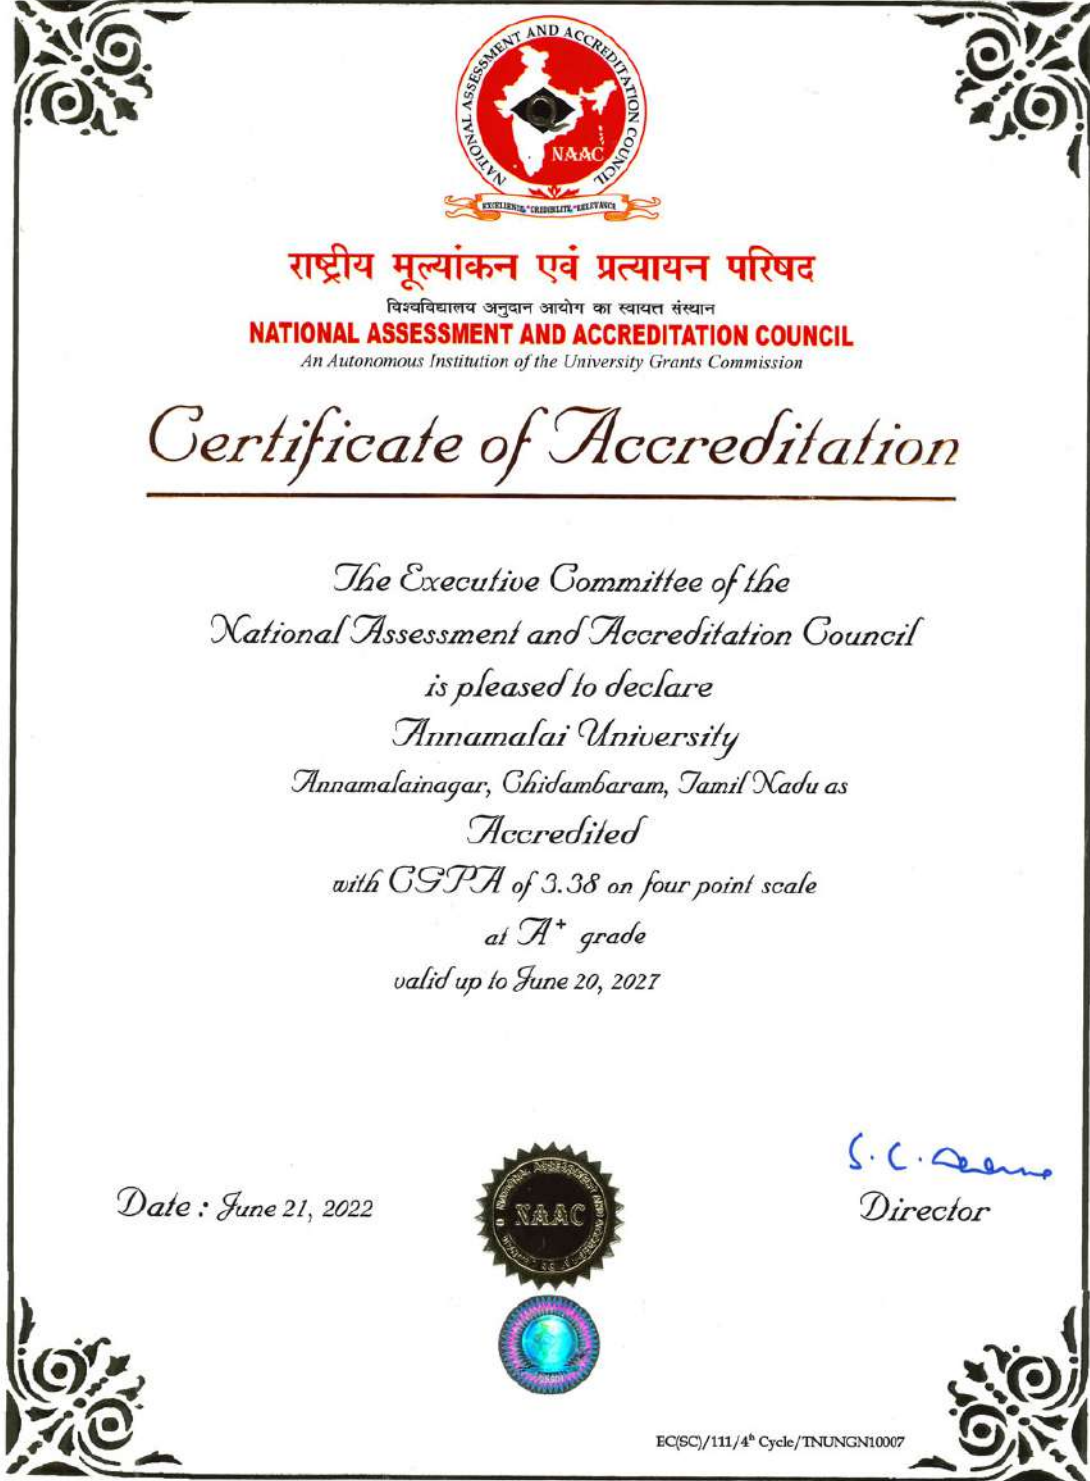 NATIONAL ASSESSMENT AND ACCREDITATION COUNCIL
Q
NAAC
EXCELLENCE * CREDIBILITY * RELEVANCE
राष्ट्रीय मूल्यांकन एवं प्रत्यायन परिषद
विश्वविद्यालय अनुदान आयोग का स्वायत्त संस्थान
NATIONAL ASSESSMENT AND ACCREDITATION COUNCIL
An Autonomous Institution of the University Grants Commission
Certificate of Accreditation
The Executive Committee of the
National Assessment and Accreditation Council
is pleased to declare
Annamalai University
Annamalainagar, Chidambaram, Tamil Nadu as
Accredited
with CGPA of 3.38 on four point scale
at A⁺ grade
valid up to June 20, 2027
S. C.
Date : June 21, 2022
NAAC
Director
EC(SC)/111/4ᵗʰ Cycle/TNUNGN10007